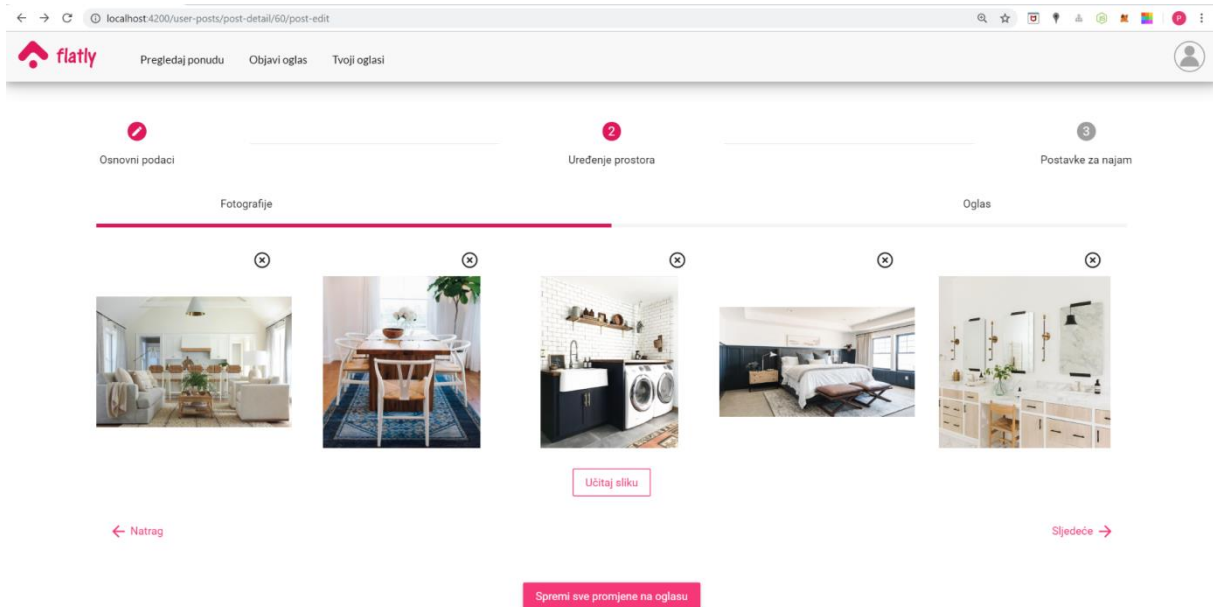 localhost:4200/user-posts/post-detail/60/post-edit
P
flatly
Pregledaj ponudu Objavi oglas Tvoji oglasi
2 3
Osnovni podaci Uređenje prostora Postavke za najam
Fotografije Oglas
Učitaj sliku
Natrag Sljedeće
Spremi sve promjene na oglasu